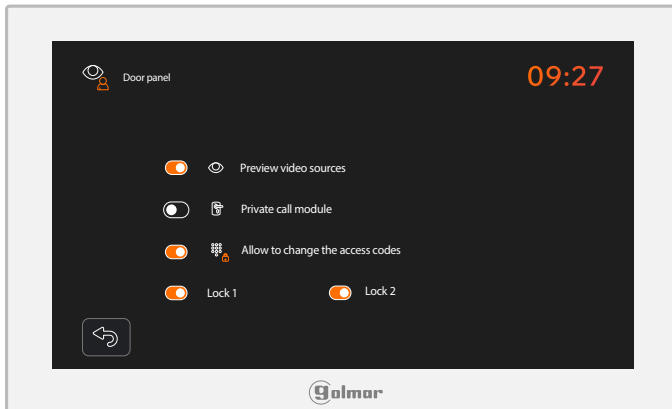 Door panel
09:27
Preview video sources
Private call module
Allow to change the access codes
Lock 1
Lock 2
golmar